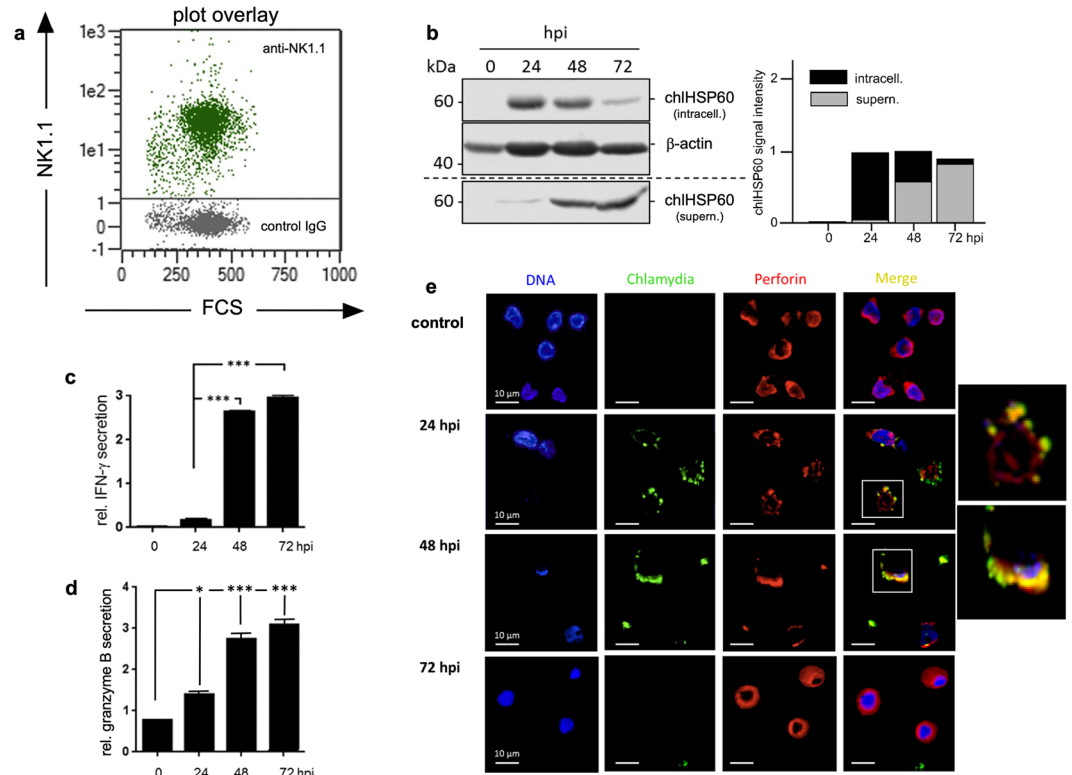 a
plot overlay
NK1.1
1e3
1e2
1e1
1
0
-1
anti-NK1.1
control IgG
0 250 500 750 1000
FCS
b
hpi
kDa 0 24 48 72
60
chlHSP60
(intracell.)
β-actin
40
60
chlHSP60
(supern.)
chlHSP60 signal intensity
2
1
0
intracell.
supern.
0 24 48 72 hpi
c
rel. IFN-γ secretion
3
2
1
0
***
***
0 24 48 72 hpi
d
rel. granzyme B secretion
4
3
2
1
0
* *** ***
0 24 48 72 hpi
e
DNA Chlamydia Perforin Merge
control
10 µm
24 hpi
10 µm
48 hpi
10 µm
72 hpi
10 µm